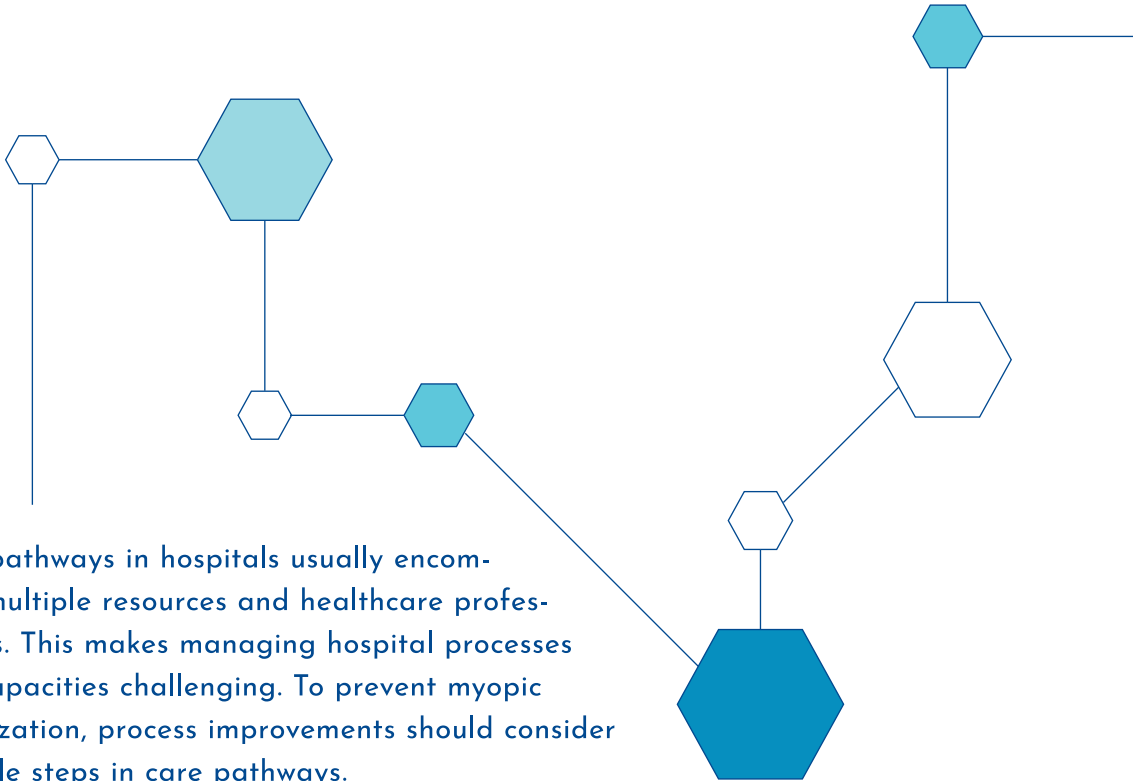 pathways in hospitals usually encom-
multiple resources and healthcare profes-
s. This makes managing hospital processes
apacities challenging. To prevent myopic
zation, process improvements should consider
le steps in care pathways.